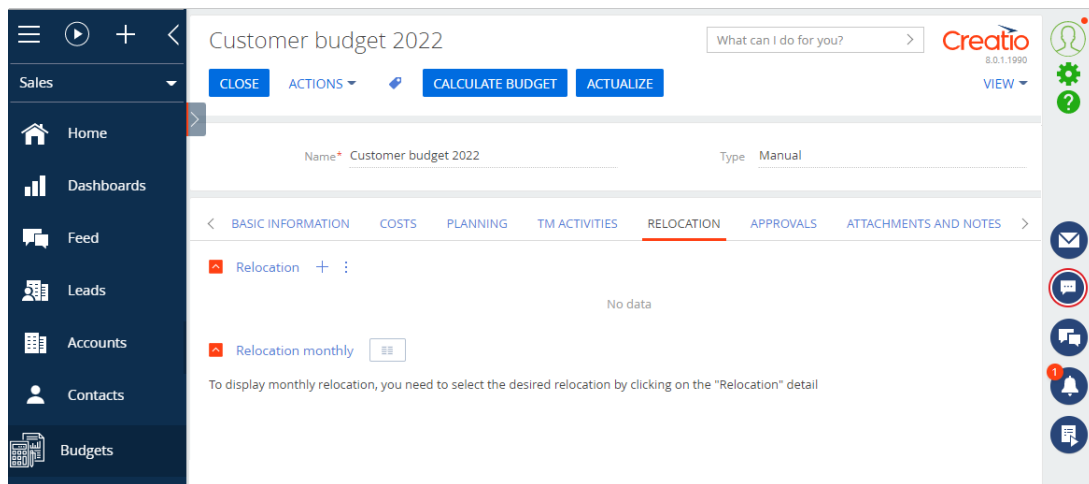 Sales
Home
Dashboards
Feed
Leads
Accounts
Contacts
Budgets
Customer budget 2022
What can I do for you?
Creatio
8.0.1.1990
CLOSE ACTIONS CALCULATE BUDGET ACTUALIZE VIEW
Name* Customer budget 2022 Type Manual
BASIC INFORMATION COSTS PLANNING TM ACTIVITIES RELOCATION APPROVALS ATTACHMENTS AND NOTES
Relocation
No data
Relocation monthly
To display monthly relocation, you need to select the desired relocation by clicking on the "Relocation" detail
1